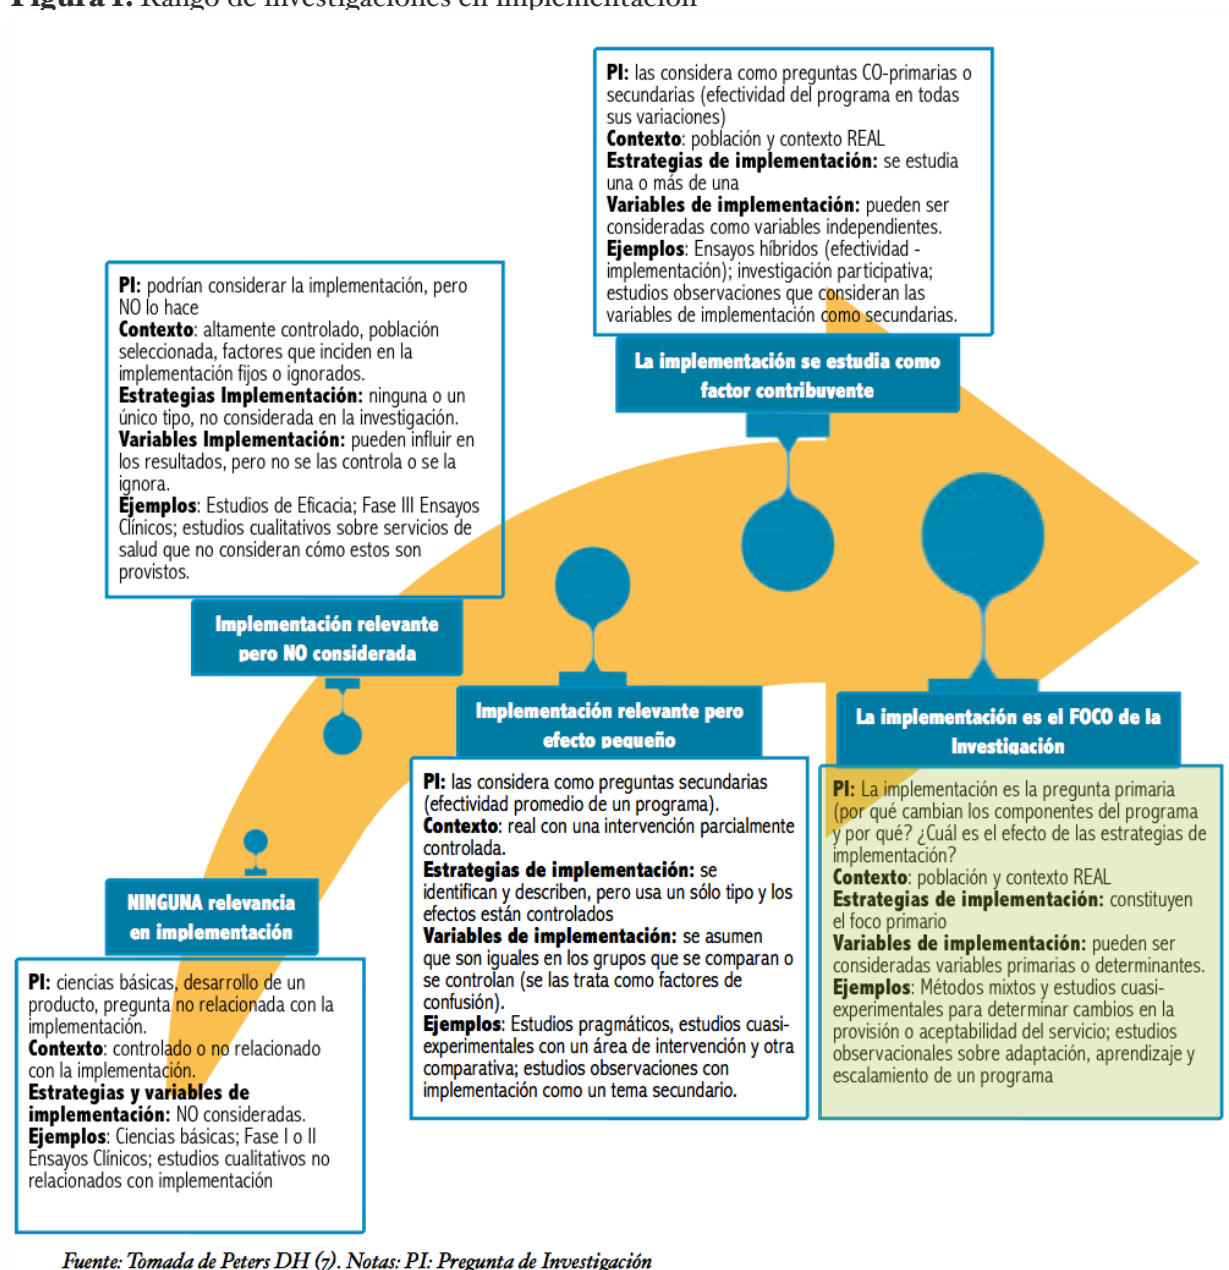 Figura 1. Rango de investigaciones en implementación
PI: las considera como preguntas CO-primarias o
secundarias (efectividad del programa en todas
sus variaciones)
Contexto: población y contexto REAL
Estrategias de implementación: se estudia
una o más de una
Variables de implementación: pueden ser
consideradas como variables independientes.
Ejemplos: Ensayos híbridos (efectividad -
implementación); investigación participativa;
estudios observaciones que consideran las
variables de implementación como secundarias.
La implementación se estudia como
factor contribuyente
PI: podrían considerar la implementación, pero
NO lo hace
Contexto: altamente controlado, población
seleccionada, factores que inciden en la
implementación fijos o ignorados.
Estrategias Implementación: ninguna o un
único tipo, no considerada en la investigación.
Variables Implementación: pueden influir en
los resultados, pero no se las controla o se la
ignora.
Ejemplos: Estudios de Eficacia; Fase III Ensayos
Clínicos; estudios cualitativos sobre servicios de
salud que no consideran cómo estos son
provistos.
Implementación relevante
pero NO considerada
Implementación relevante pero
efecto pequeño
PI: las considera como preguntas secundarias
(efectividad promedio de un programa).
Contexto: real con una intervención parcialmente
controlada.
Estrategias de implementación: se
identifican y describen, pero usa un sólo tipo y los
efectos están controlados
Variables de implementación: se asumen
que son iguales en los grupos que se comparan o
se controlan (se las trata como factores de
confusión).
Ejemplos: Estudios pragmáticos, estudios cuasi-
experimentales con un área de intervención y otra
comparativa; estudios observaciones con
implementación como un tema secundario.
La implementación es el FOCO de la
Investigación
PI: La implementación es la pregunta primaria
(por qué cambian los componentes del programa
y por qué? ¿Cuál es el efecto de las estrategias de
implementación?
Contexto: población y contexto REAL
Estrategias de implementación: constituyen
el foco primario
Variables de implementación: pueden ser
consideradas variables primarias o determinantes.
Ejemplos: Métodos mixtos y estudios cuasi-
experimentales para determinar cambios en la
provisión o aceptabilidad del servicio; estudios
observacionales sobre adaptación, aprendizaje y
escalamiento de un programa
NINGUNA relevancia
en implementación
PI: ciencias básicas, desarrollo de un
producto, pregunta no relacionada con la
implementación.
Contexto: controlado o no relacionado
con la implementación.
Estrategias y variables de
implementación: NO consideradas.
Ejemplos: Ciencias básicas; Fase I o II
Ensayos Clínicos; estudios cualitativos no
relacionados con implementación
Fuente: Tomada de Peters DH (7). Notas: PI: Pregunta de Investigación